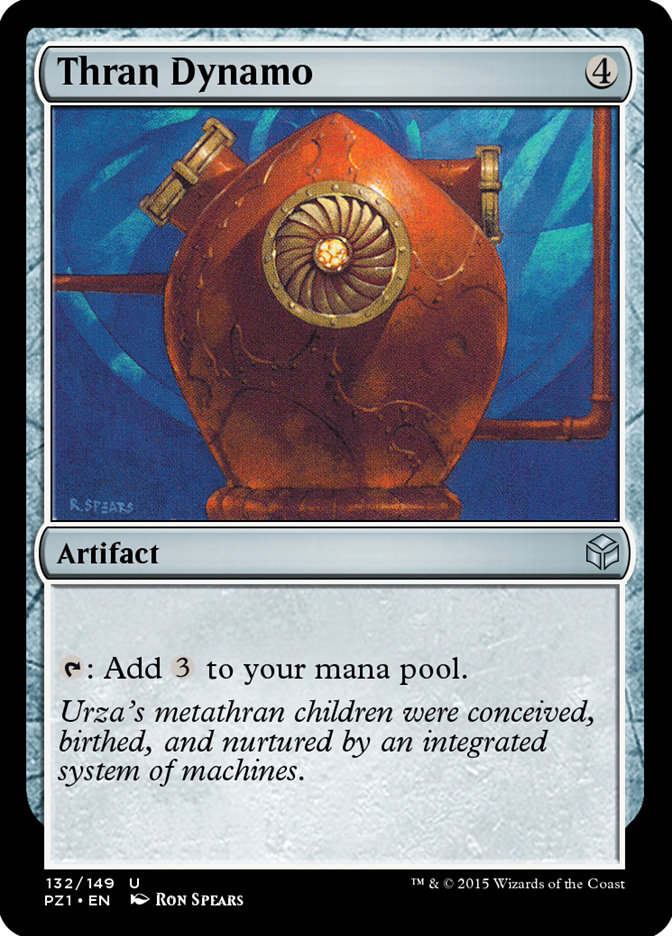 Thran Dynamo 4
R. SPEARS
Artifact
: Add 3 to your mana pool.
Urza's metathran children were conceived,
birthed, and nurtured by an integrated
system of machines.
132/149 U
PZ1 • EN Ron Spears
™ & © 2015 Wizards of the Coast